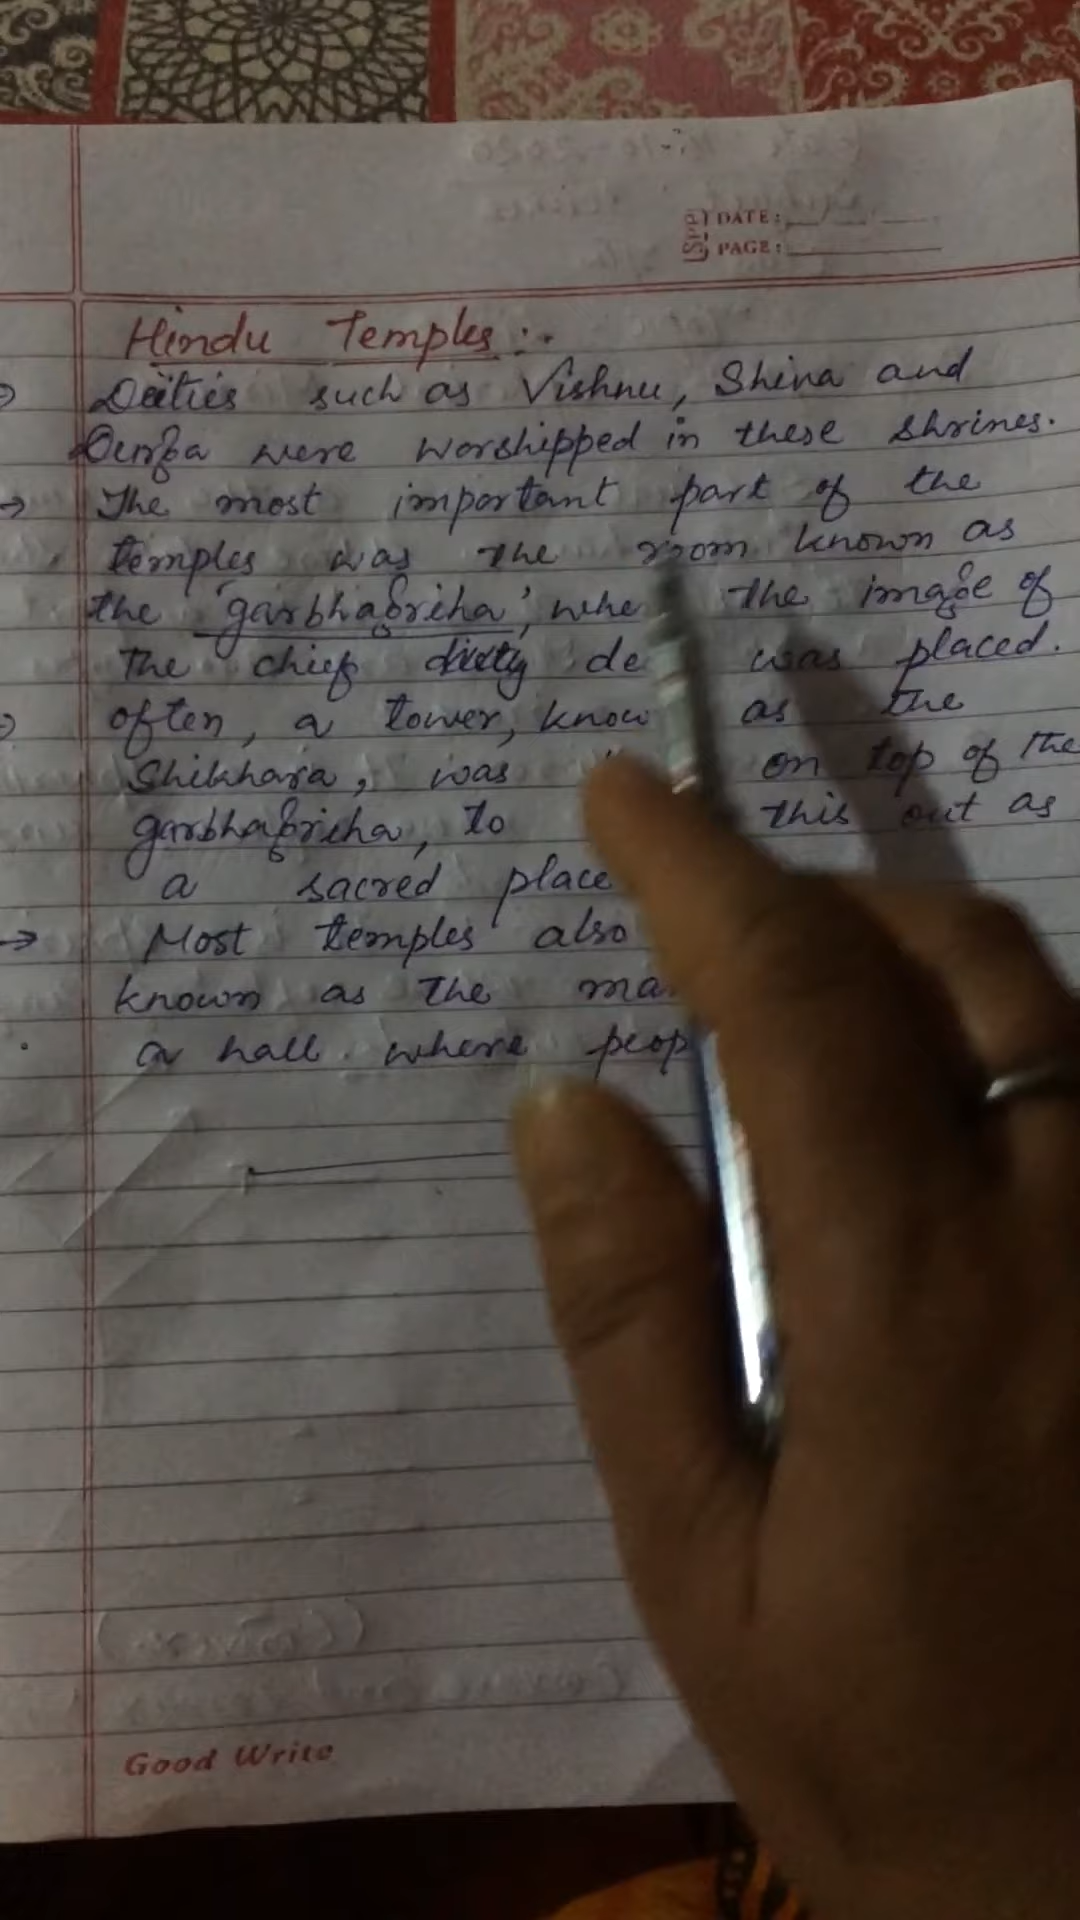 DATE:
PAGE:
Hindu Temples :-
Deities such as Vishnu, Shiva and
Durga were worshipped in these shrines.
→ The most important part of the
temples was the room known as
the 'garbhagriha', whe the image of
the chief de was placed.
often, a tower, know as the
Shikhara, was on top of the
garbhagriha, to this out as
a sacred place
→ Most temples also
known as the ma
a hall where peop
Good Write